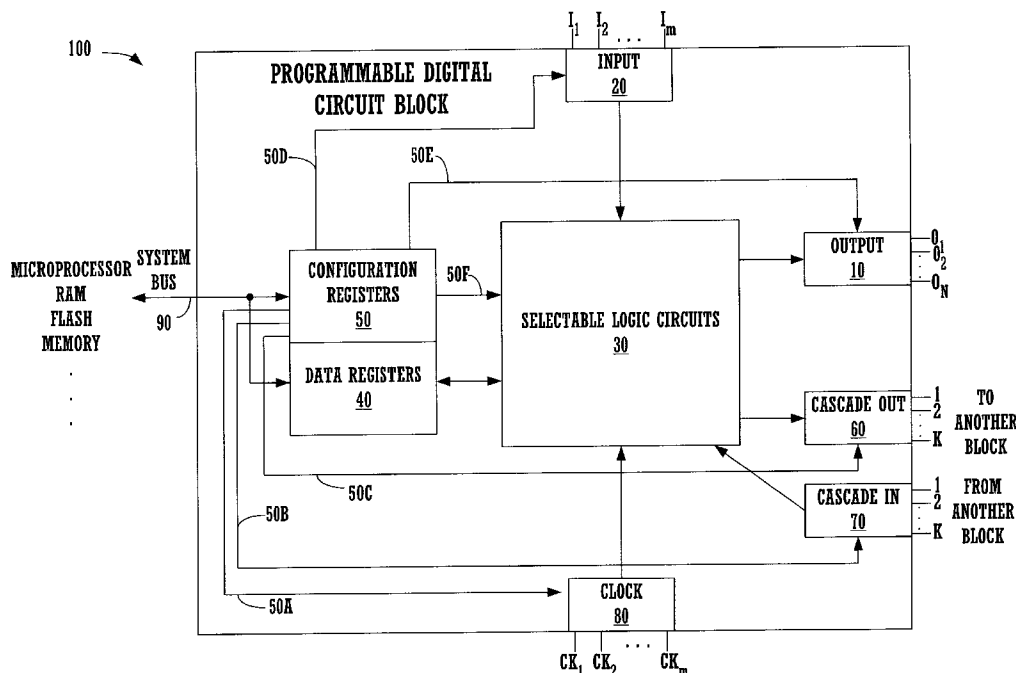 100
PROGRAMMABLE DIGITAL
CIRCUIT BLOCK
I1 I2 ... Im
INPUT
20
50D
50E
MICROPROCESSOR
RAM
FLASH
MEMORY
.
.
.
SYSTEM
BUS
90
CONFIGURATION
REGISTERS
50
50F
DATA REGISTERS
40
SELECTABLE LOGIC CIRCUITS
30
OUTPUT
10
O1
O2
ON
CASCADE OUT
60
1
2
K
TO
ANOTHER
BLOCK
50C
CASCADE IN
70
1
2
K
FROM
ANOTHER
BLOCK
50B
50A
CLOCK
80
CK1 CK2 ... CKm